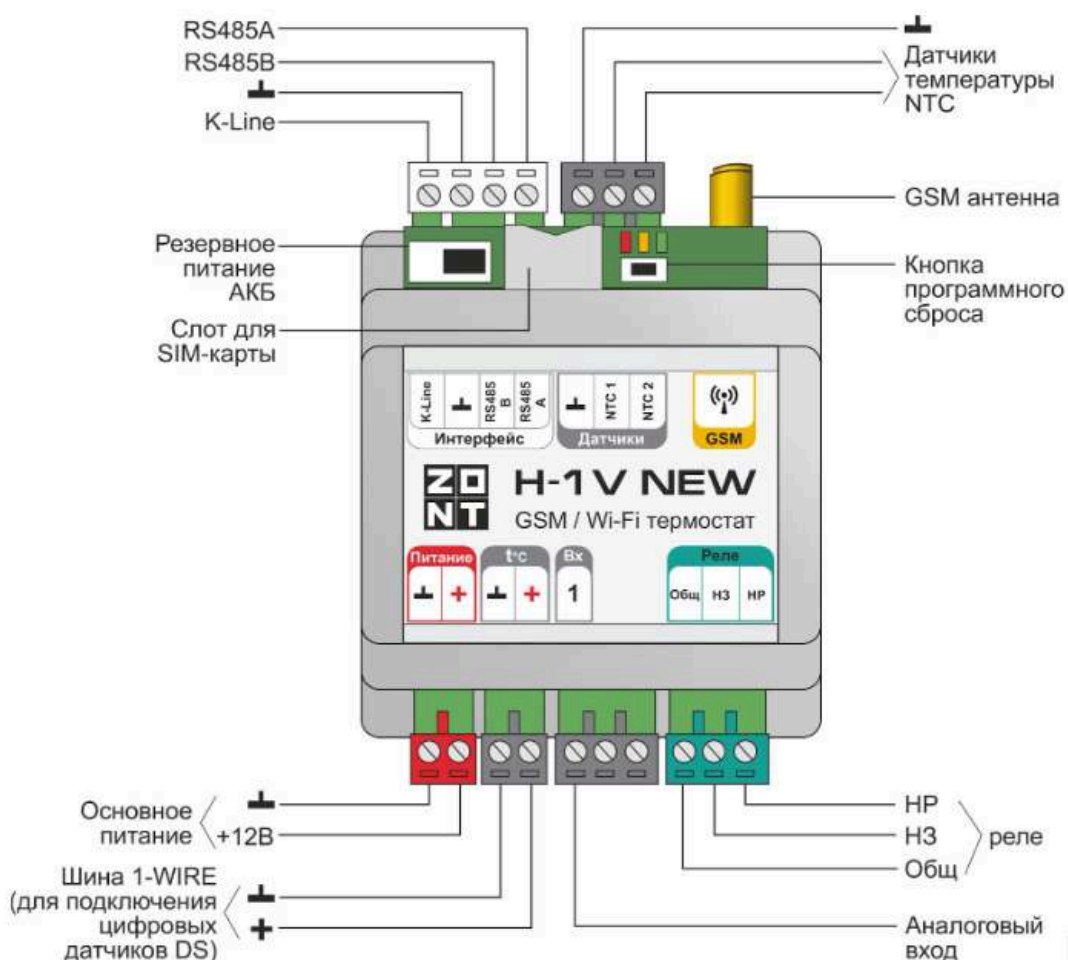 RS485A
RS485B
K-Line
Датчики
температуры
NTC
GSM антенна
Резервное
питание
АКБ
Кнопка
программного
сброса
Слот для
SIM-карты
K-Line
RS485
B
RS485
A
Интерфейс
NTC 1
NTC 2
Датчики
GSM
ZONT
H-1V NEW
GSM / Wi-Fi термостат
Питание
+
t°C
+
Вх
1
Реле
Общ
НЗ
НР
Основное
питание
+12В
Шина 1-WIRE
(для подключения
цифровых
датчиков DS)
+
НР
НЗ
Общ
реле
Аналоговый
вход